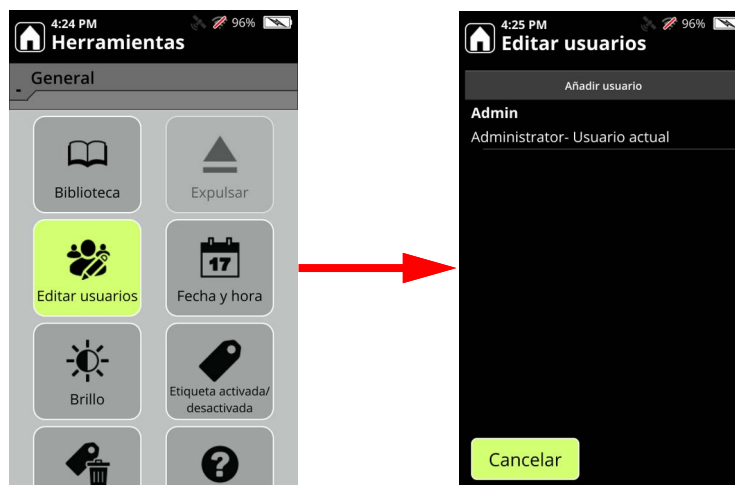 4:24 PM
96%
Herramientas
General
Biblioteca
Expulsar
Editar usuarios
17
Fecha y hora
Brillo
Etiqueta activada/
desactivada
?
4:25 PM
96%
Editar usuarios
Añadir usuario
Admin
Administrator- Usuario actual
Cancelar